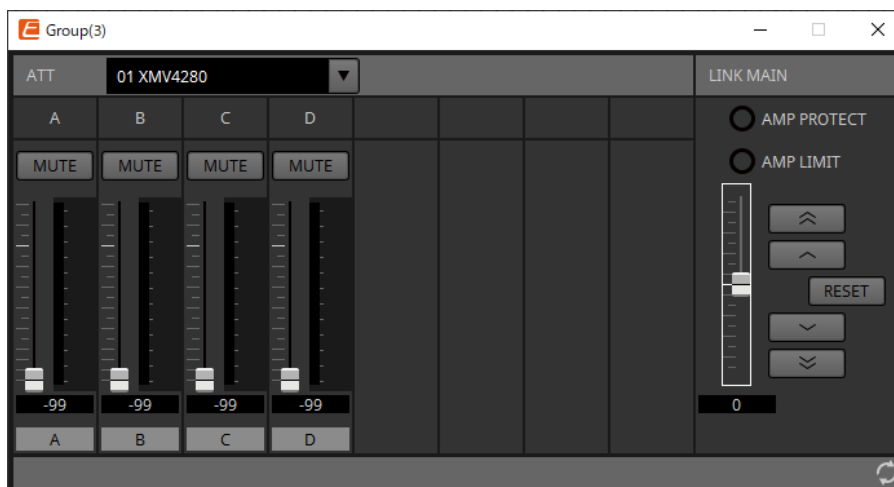 Group(3)
ATT 01 XMV4280 LINK MAIN
A B C D AMP PROTECT
MUTE MUTE MUTE MUTE AMP LIMIT
RESET
-99 -99 -99 -99 0
A B C D